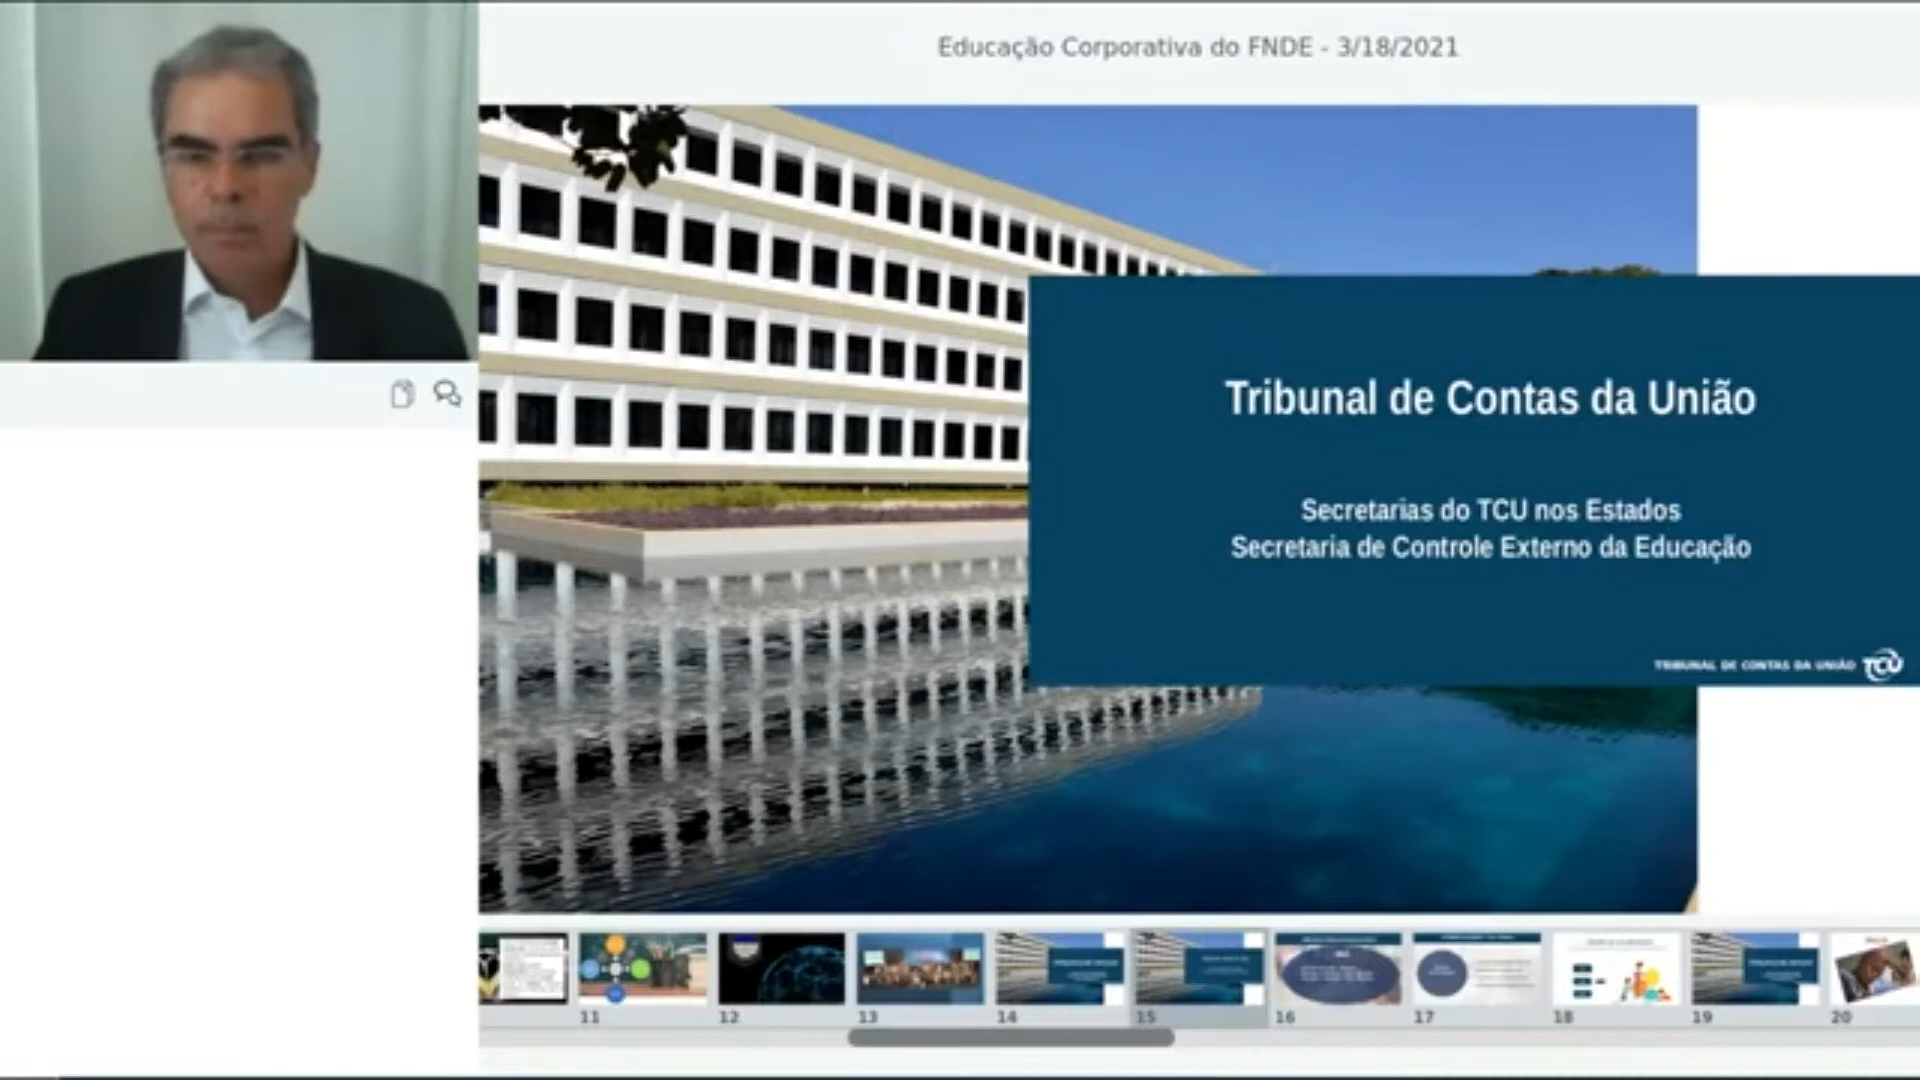 Educação Corporativa do FNDE - 3/18/2021
Tribunal de Contas da União
Secretarias do TCU nos Estados
Secretaria de Controle Externo da Educação
TRIBUNAL DE CONTAS DA UNIÃO TCU
11
12
13
14
15
16
17
18
19
20